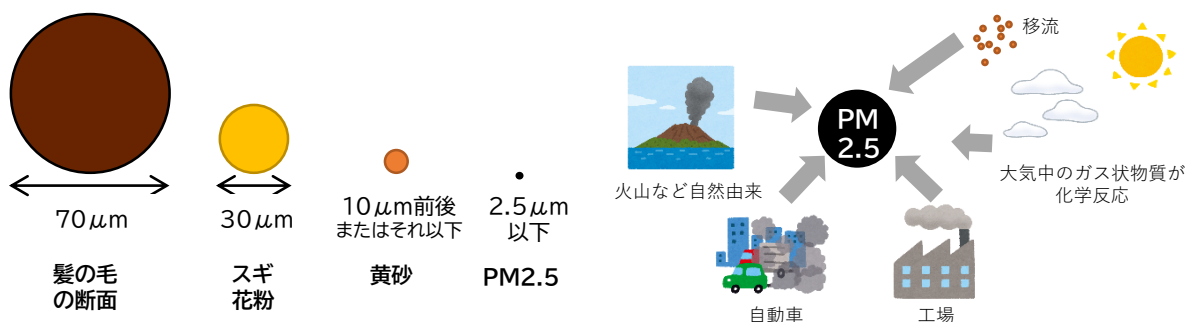 70μm
髪の毛
の断面
30μm
スギ
花粉
10μm前後
またはそれ以下
黄砂
2.5μm
以下
PM2.5
移流
PM
2.5
火山など自然由来
大気中のガス状物質が
化学反応
自動車
工場